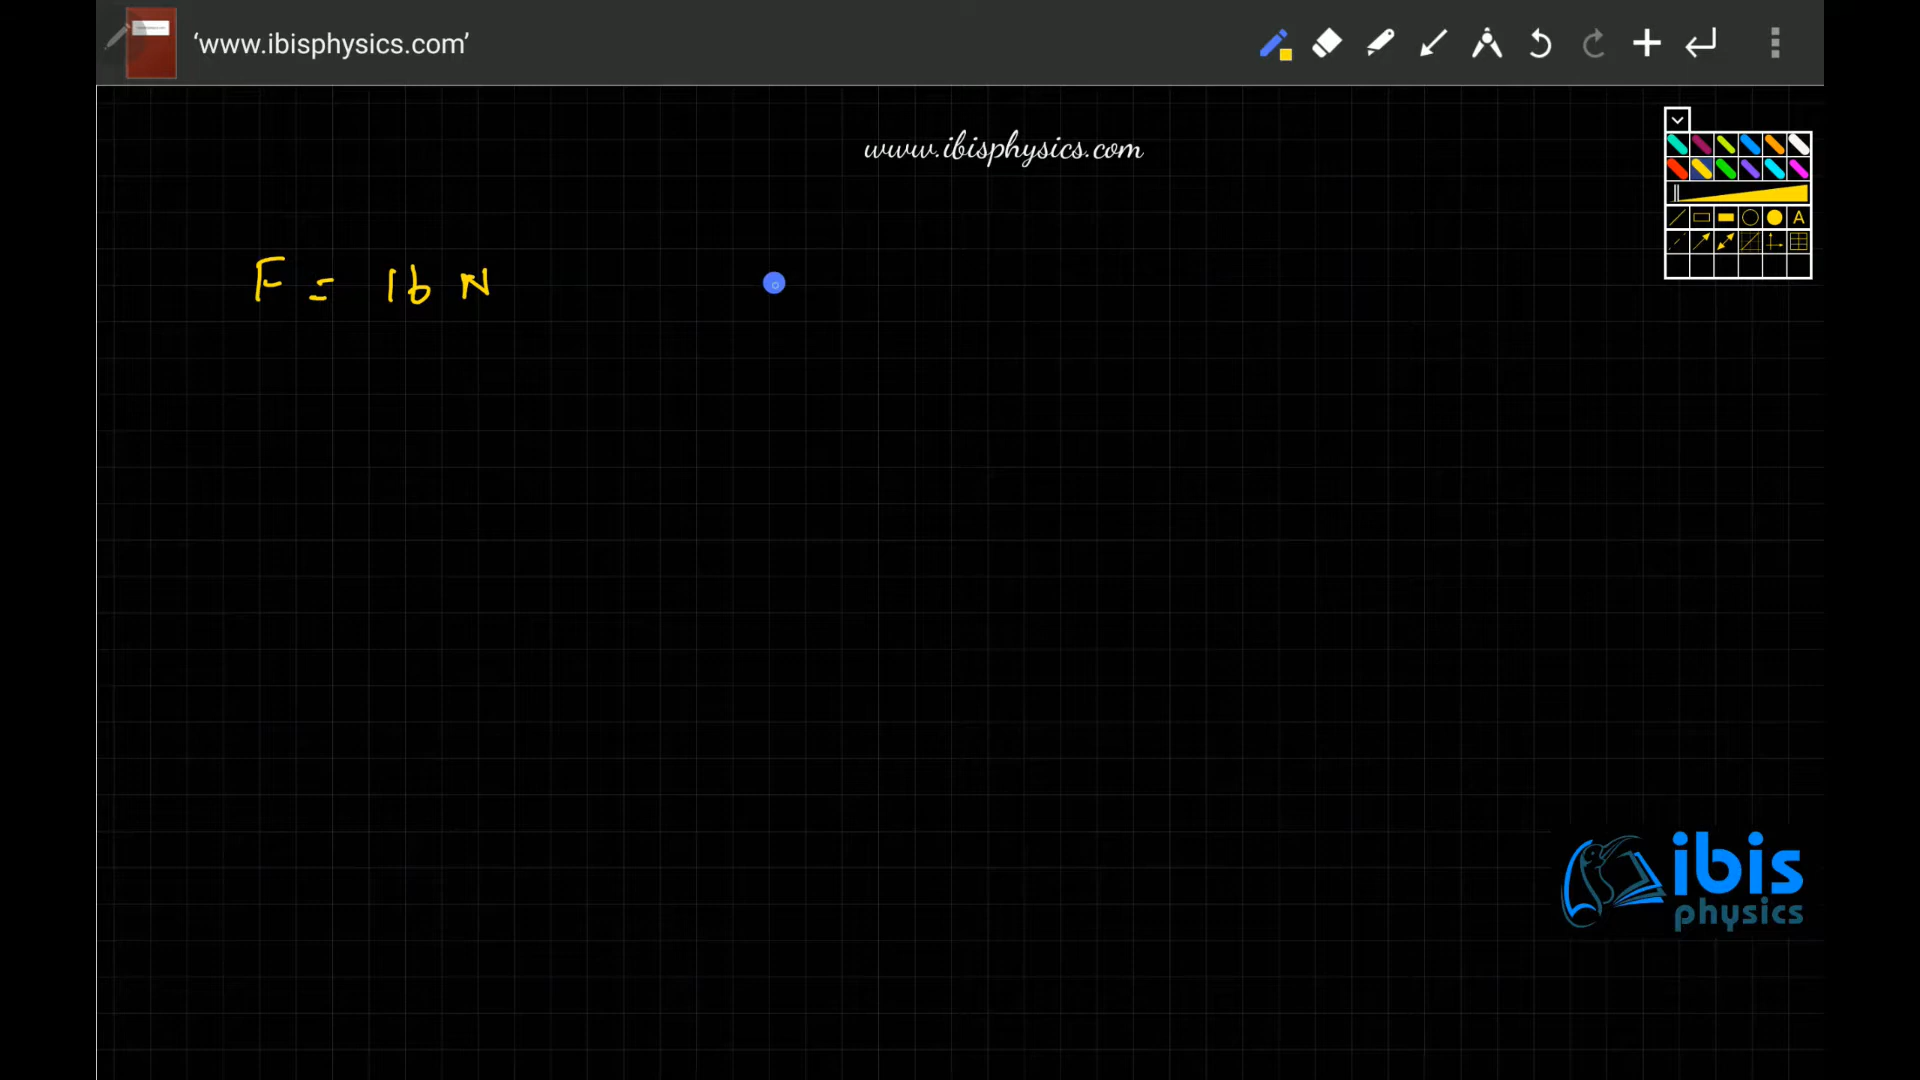 ‘www.ibisphysics.com’
www.ibisphysics.com
A
F = 16 N
ibis
physics